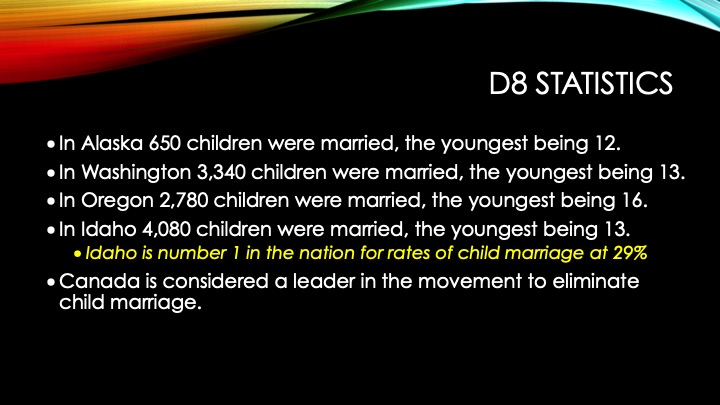 D8 STATISTICS
• In Alaska 650 children were married, the youngest being 12.
• In Washington 3,340 children were married, the youngest being 13.
• In Oregon 2,780 children were married, the youngest being 16.
• In Idaho 4,080 children were married, the youngest being 13.
• Idaho is number 1 in the nation for rates of child marriage at 29%
• Canada is considered a leader in the movement to eliminate
child marriage.